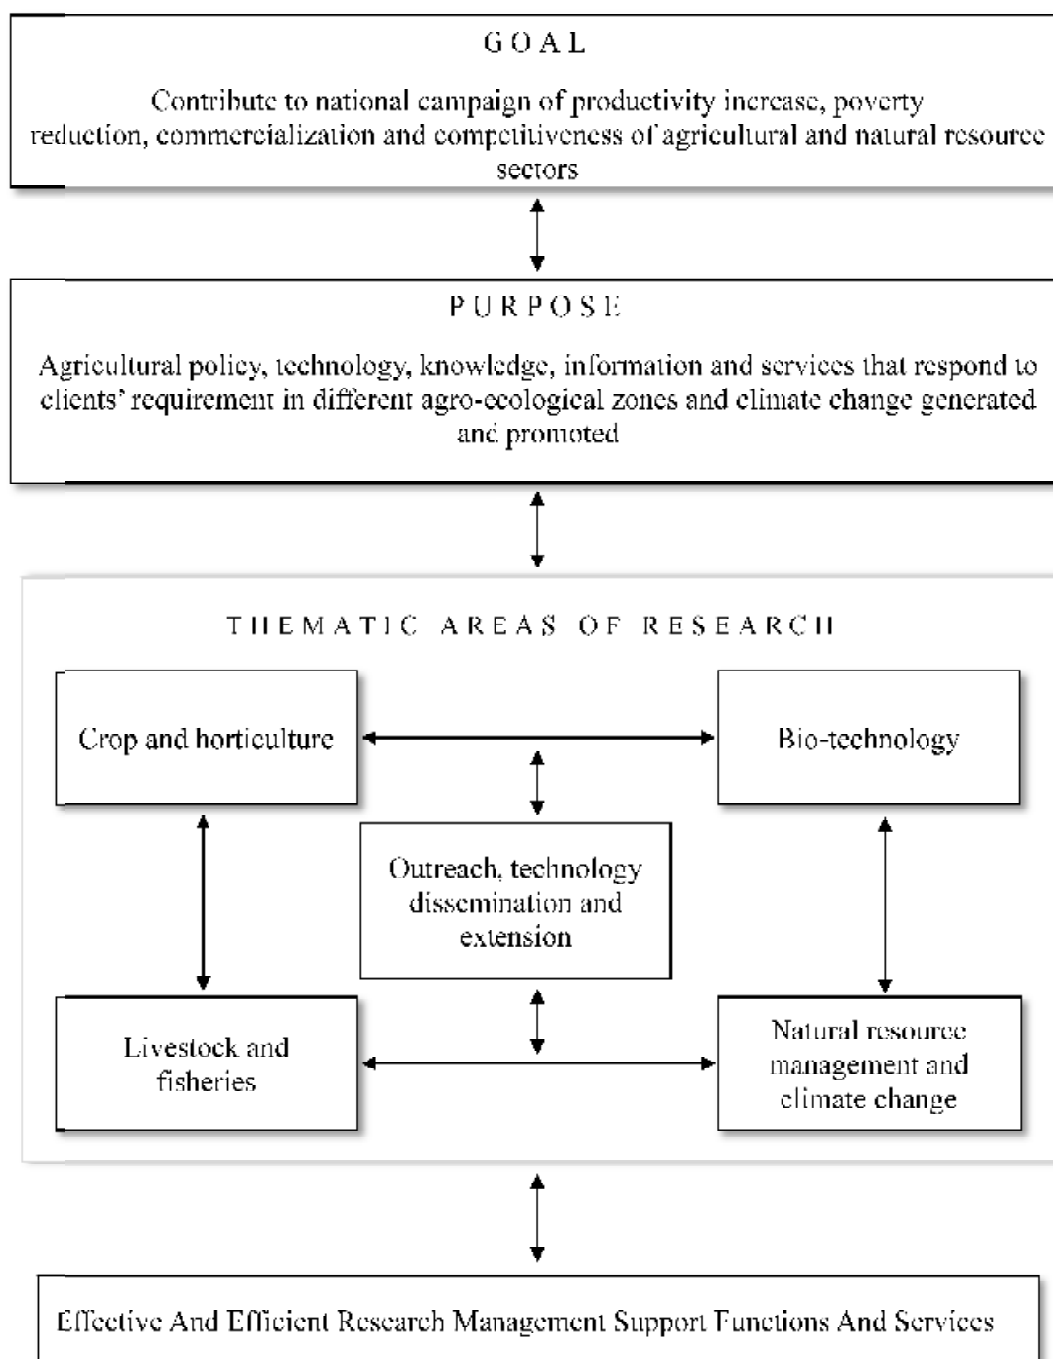 GOAL
Contribute to national campaign of productivity increase, poverty
reduction, commercialization and competitiveness of agricultural and natural resource
sectors
PURPOSE
Agricultural policy, technology, knowledge, information and services that respond to
clients' requirement in different agro-ecological zones and climate change generated
and promoted
THEMATIC AREAS OF RESEARCH
Crop and horticulture
Bio-technology
Outreach, technology
dissemination and
extension
Livestock and
fisheries
Natural resource
management and
climate change
Effective And Efficient Research Management Support Functions And Services